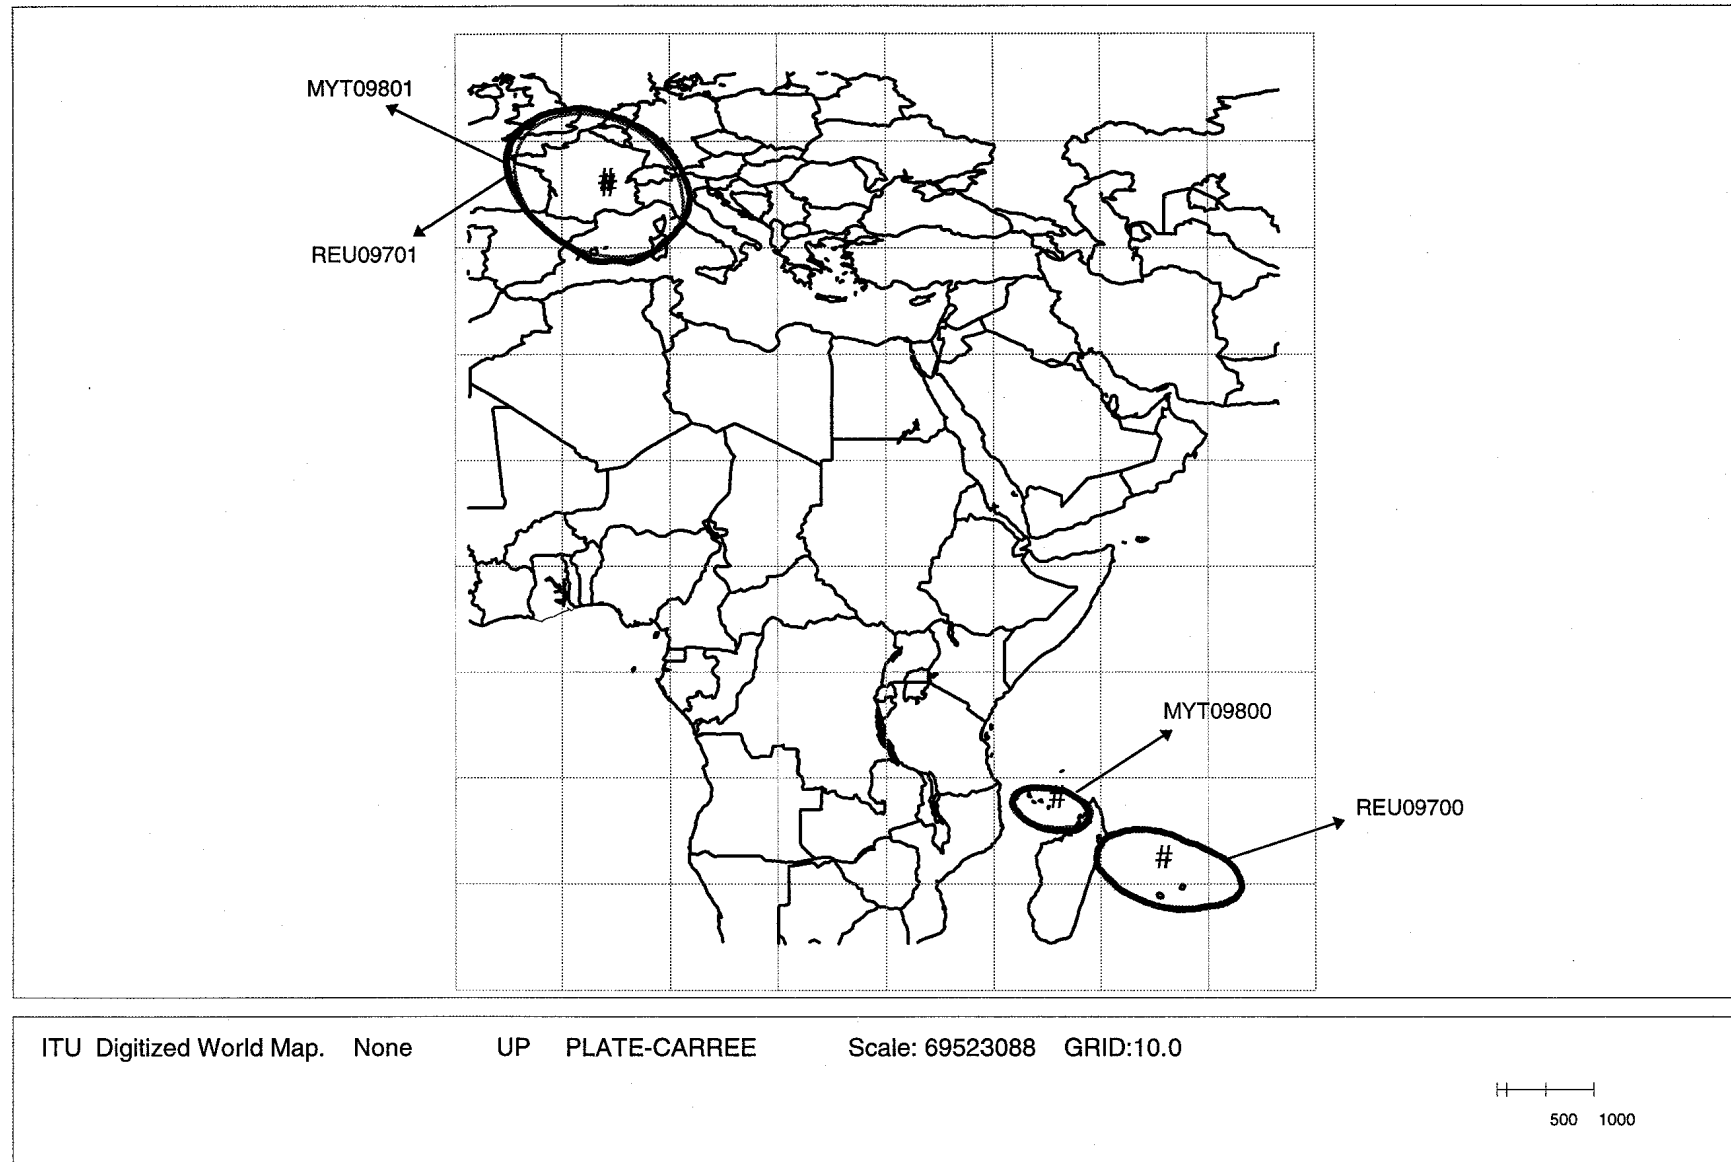 MYT09801
#
REU09701
MYT09800
#
REU09700
#
ITU Digitized World Map. None UP PLATE-CARREE Scale: 69523088 GRID:10.0
500 1000